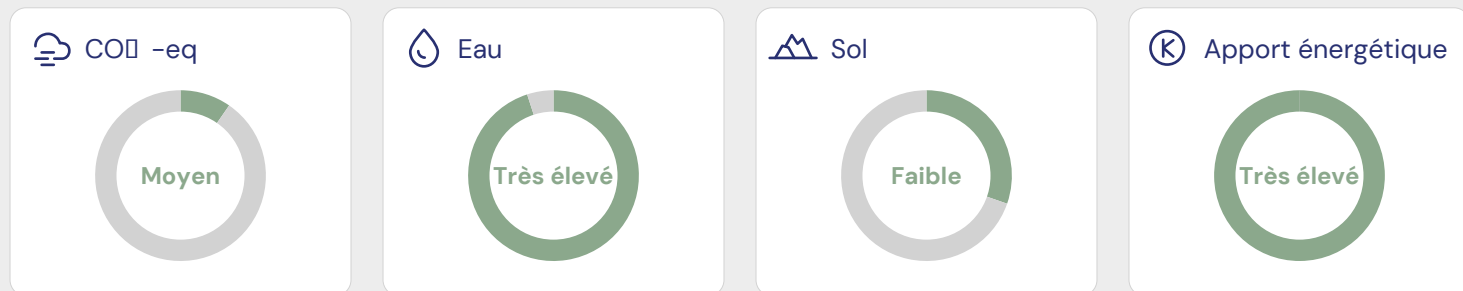 CO▯ -eq
Moyen
Eau
Très élevé
Sol
Faible
Apport énergétique
Très élevé